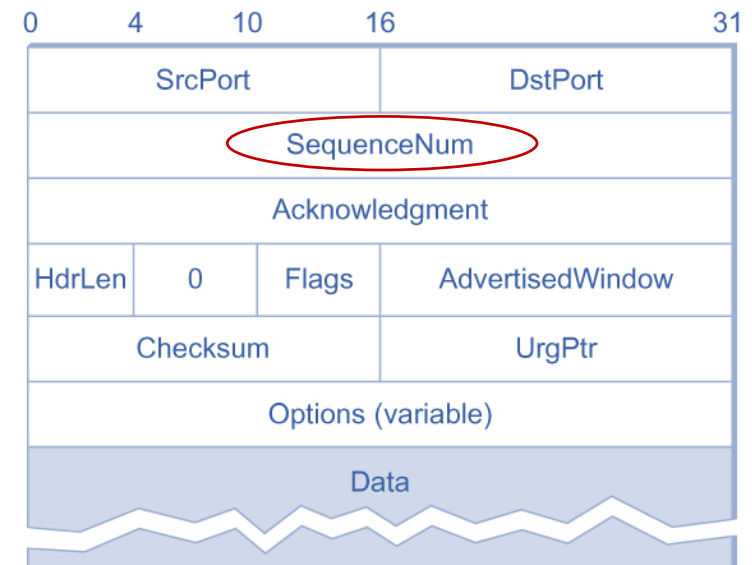 0 4 10 16 31
SrcPort DstPort
SequenceNum
Acknowledgment
HdrLen 0 Flags AdvertisedWindow
Checksum UrgPtr
Options (variable)
Data